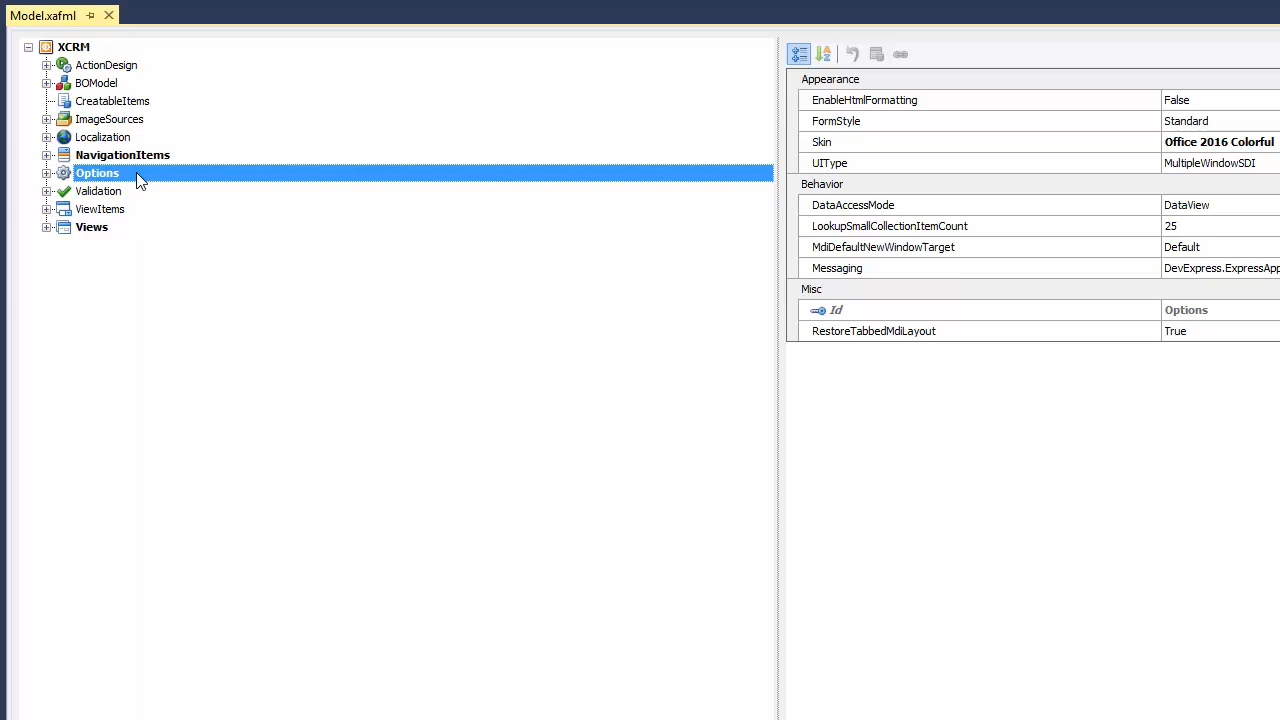 Model.xafml
XCRM
ActionDesign
BOModel
CreatableItems
ImageSources
Localization
NavigationItems
Options
Validation
ViewItems
Views
Appearance
EnableHtmlFormatting False
FormStyle Standard
Skin Office 2016 Colorful
UIType MultipleWindowSDI
Behavior
DataAccessMode DataView
LookupSmallCollectionItemCount 25
MdiDefaultNewWindowTarget Default
Messaging DevExpress.ExpressApp
Misc
Id Options
RestoreTabbedMdiLayout True